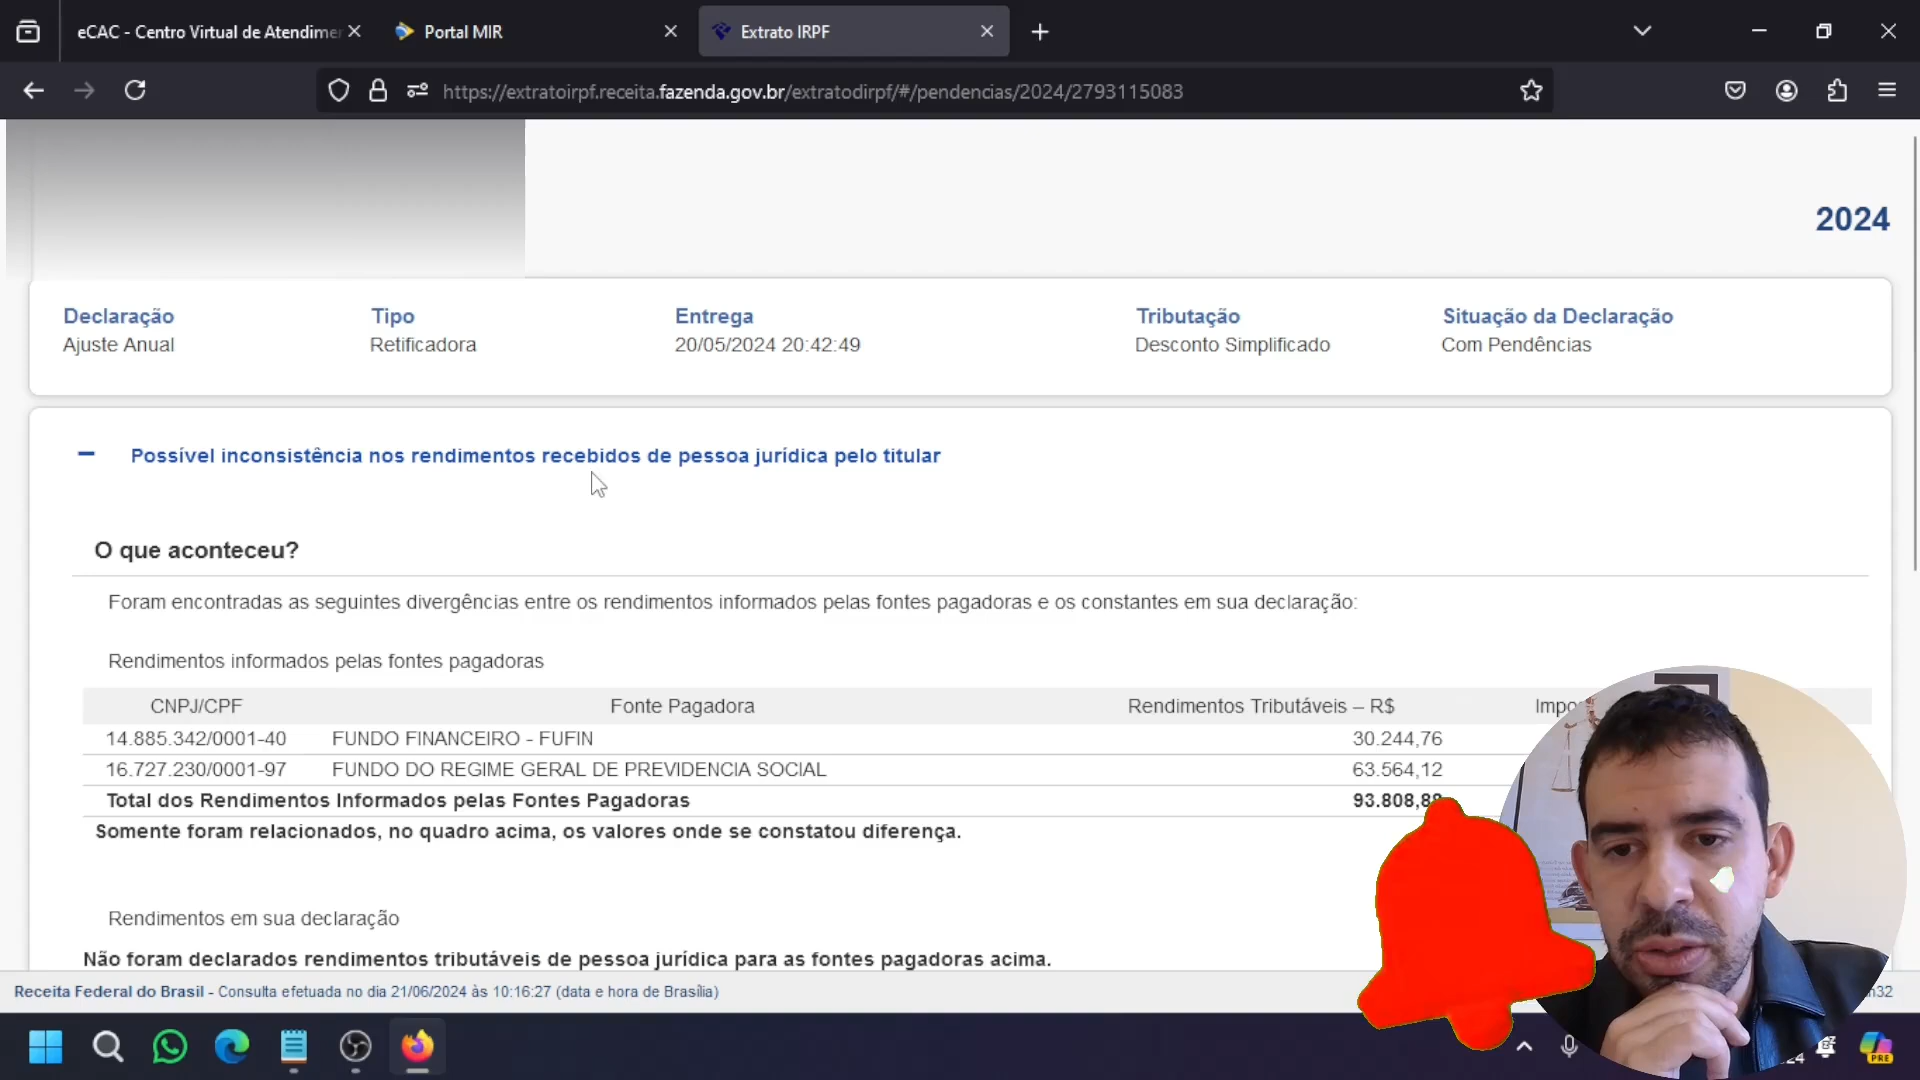 eCAC - Centro Virtual de Atendime
Portal MIR
Extrato IRPF
https://extratoirpf.receita.fazenda.gov.br/extratodirpf/#/pendencias/2024/2793115083
2024
Declaração
Tipo
Entrega
Tributação
Situação da Declaração
Ajuste Anual
Retificadora
20/05/2024 20:42:49
Desconto Simplificado
Com Pendências
Possível inconsistência nos rendimentos recebidos de pessoa jurídica pelo titular
O que aconteceu?
Foram encontradas as seguintes divergências entre os rendimentos informados pelas fontes pagadoras e os constantes em sua declaração:
Rendimentos informados pelas fontes pagadoras
CNPJ/CPF Fonte Pagadora Rendimentos Tributáveis – R$
14.885.342/0001-40 FUNDO FINANCEIRO - FUFIN 30.244,76
16.727.230/0001-97 FUNDO DO REGIME GERAL DE PREVIDENCIA SOCIAL 63.564,12
Total dos Rendimentos Informados pelas Fontes Pagadoras 93.808,88
Somente foram relacionados, no quadro acima, os valores onde se constatou diferença.
Rendimentos em sua declaração
Não foram declarados rendimentos tributáveis de pessoa jurídica para as fontes pagadoras acima.
Receita Federal do Brasil - Consulta efetuada no dia 21/06/2024 às 10:16:27 (data e hora de Brasília)
PRE